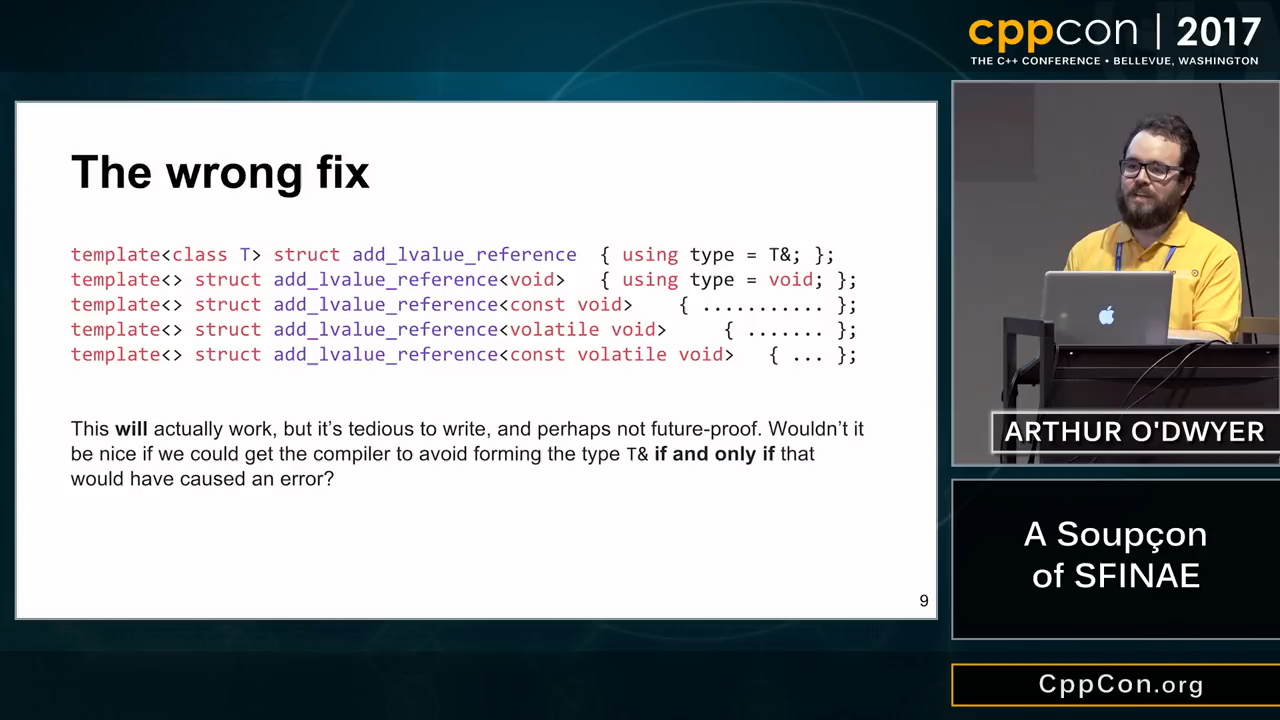 cppcon | 2017
THE C++ CONFERENCE • BELLEVUE, WASHINGTON
The wrong fix
template<class T> struct add_lvalue_reference { using type = T&; };
template<> struct add_lvalue_reference<void> { using type = void; };
template<> struct add_lvalue_reference<const void> { ........... };
template<> struct add_lvalue_reference<volatile void> { ....... };
template<> struct add_lvalue_reference<const volatile void> { ... };
This will actually work, but it's tedious to write, and perhaps not future-proof. Wouldn't it
be nice if we could get the compiler to avoid forming the type T& if and only if that
would have caused an error?
9
ARTHUR O'DWYER
A Soupçon
of SFINAE
CppCon.org